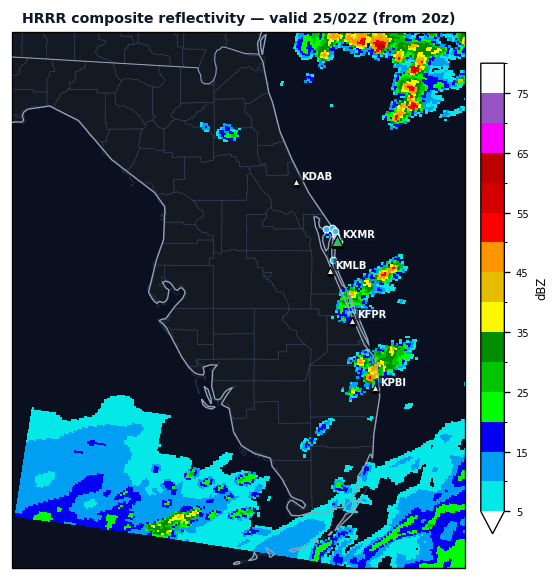 HRRR composite reflectivity — valid 25/02Z (from 20z)
75
65
55
45
35
25
15
5
dBZ
KDAB
KXMR
KMLB
KFPR
KPBI